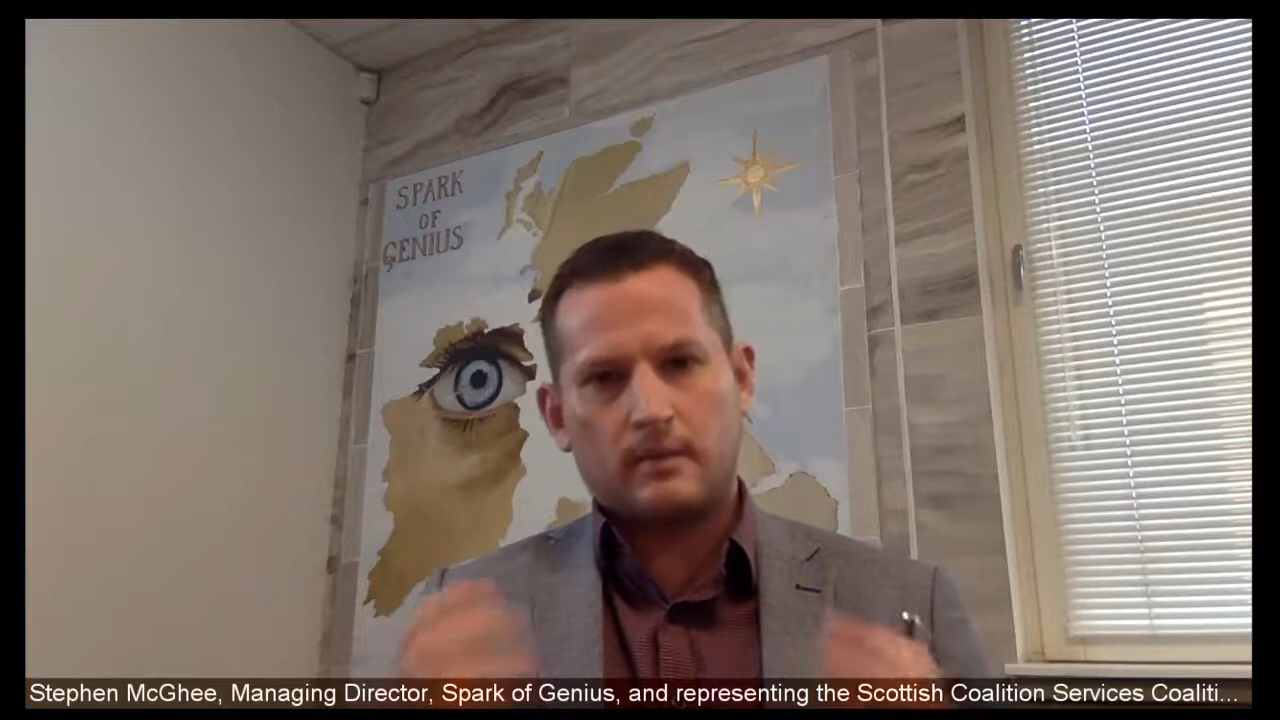 SPARK
OF
GENIUS
Stephen McGhee, Managing Director, Spark of Genius, and representing the Scottish Coalition Services Coaliti...